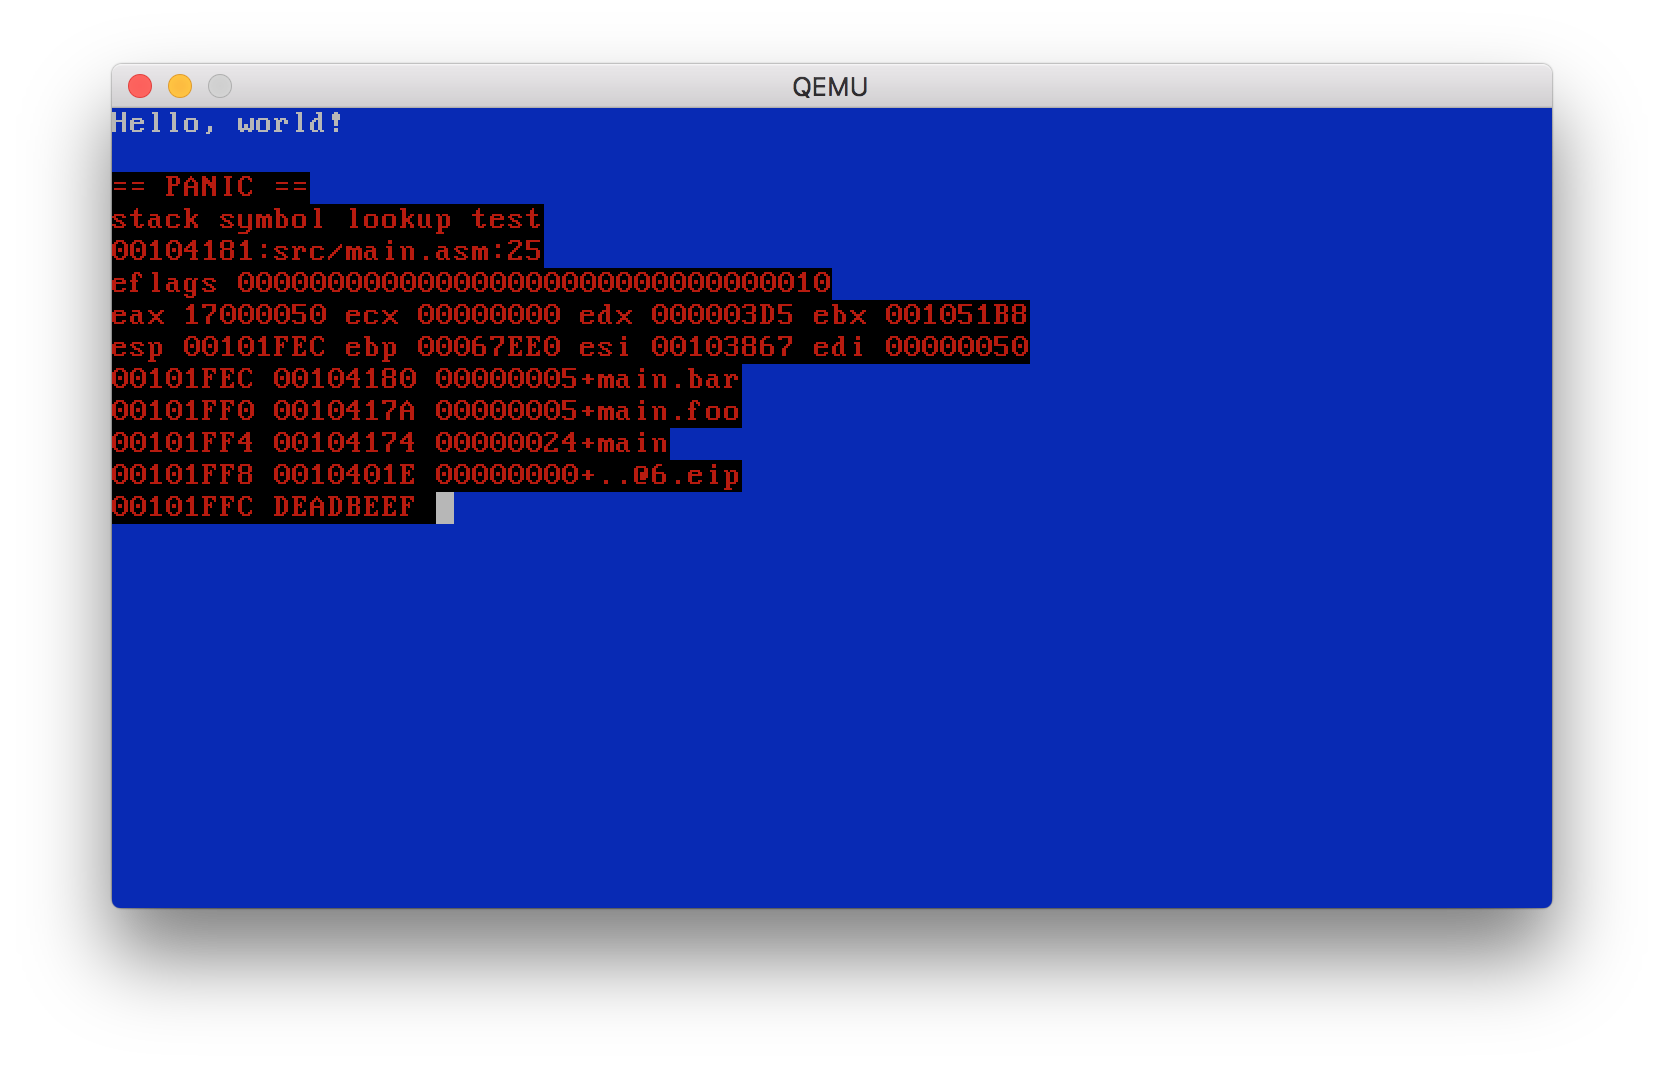 QEMU
Hello, world!
== PANIC ==
stack symbol lookup test
00104181:src/main.asm:25
eflags 000000000000000000000000000000010
eax 17000050 ecx 00000000 edx 000003D5 ebx 001051B8
esp 00101FEC ebp 00067EE0 esi 00103867 edi 00000050
00101FEC 00104180 00000005+main.bar
00101FF0 0010417A 00000005+main.foo
00101FF4 00104174 00000024+main
00101FF8 0010401E 00000000+..@6.eip
00101FFC DEADBEEF